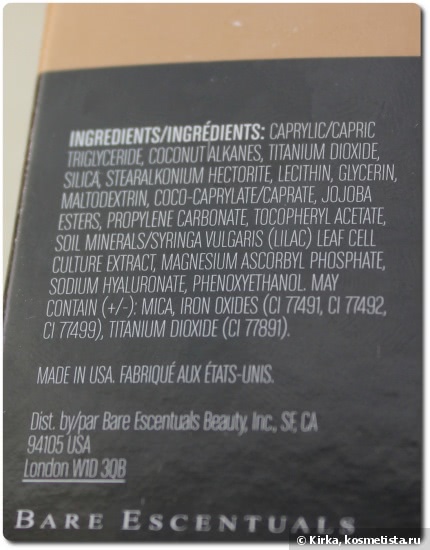 INGREDIENTS/INGRÉDIENTS: CAPRYLIC/CAPRIC
TRIGLYCERIDE, COCONUT ALKANES, TITANIUM DIOXIDE,
SILICA, STEARALKONIUM HECTORITE, LECITHIN, GLYCERIN,
MALTODEXTRIN, COCO-CAPRYLATE/CAPRATE, JOJOBA
ESTERS, PROPYLENE CARBONATE, TOCOPHERYL ACETATE,
SOIL MINERALS/SYRINGA VULGARIS (LILAC) LEAF CELL
CULTURE EXTRACT, MAGNESIUM ASCORBYL PHOSPHATE,
SODIUM HYALURONATE, PHENOXYETHANOL. MAY
CONTAIN (+/-): MICA, IRON OXIDES (CI 77491, CI 77492,
CI 77499), TITANIUM DIOXIDE (CI 77891).
MADE IN USA. FABRIQUÉ AUX ÉTATS-UNIS.
Dist. by/par Bare Escentuals Beauty, Inc., SF, CA
94105 USA
London W1D 3QB
BARE ESCENTUALS
© Kirka, kosmetista.ru